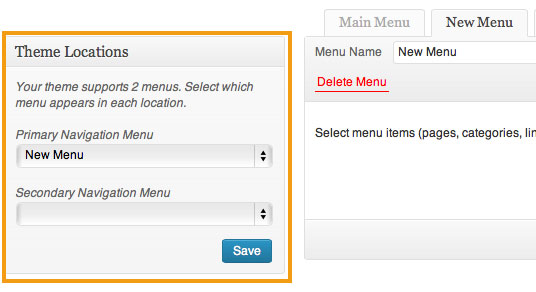 Theme Locations
Your theme supports 2 menus. Select which
menu appears in each location.
Primary Navigation Menu
New Menu
Secondary Navigation Menu
Save
Main Menu
New Menu
Menu Name
New Menu
Delete Menu
Select menu items (pages, categories,